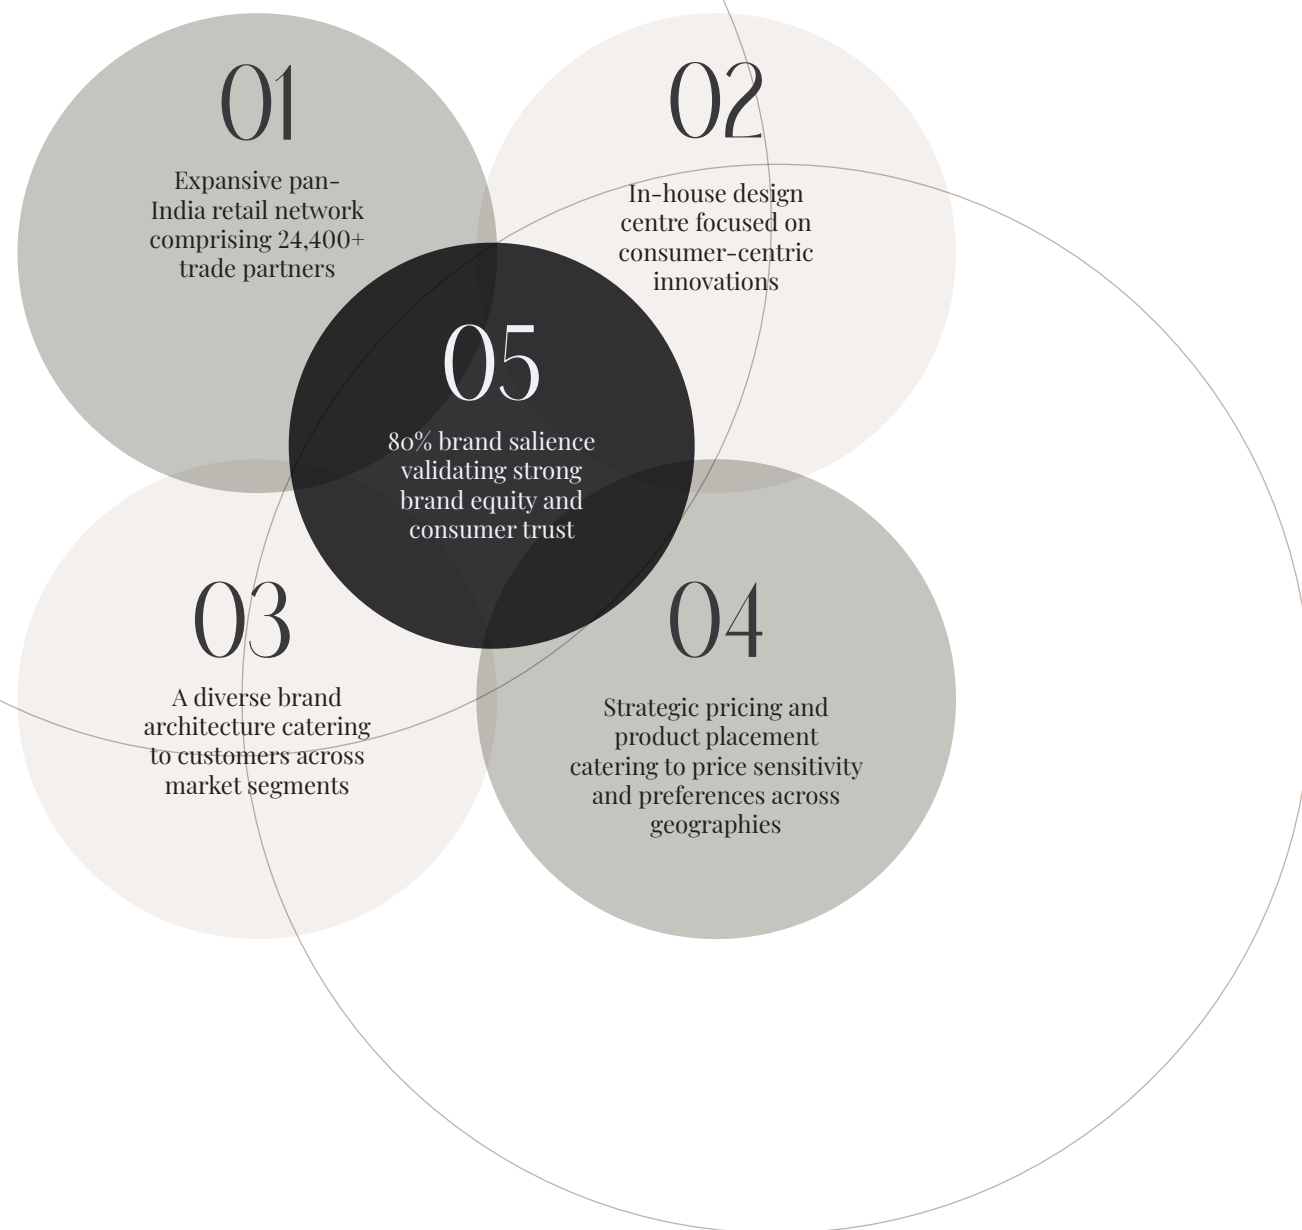 01
Expansive pan-
India retail network
comprising 24,400+
trade partners
02
In-house design
centre focused on
consumer-centric
innovations
05
80% brand salience
validating strong
brand equity and
consumer trust
03
A diverse brand
architecture catering
to customers across
market segments
04
Strategic pricing and
product placement
catering to price sensitivity
and preferences across
geographies